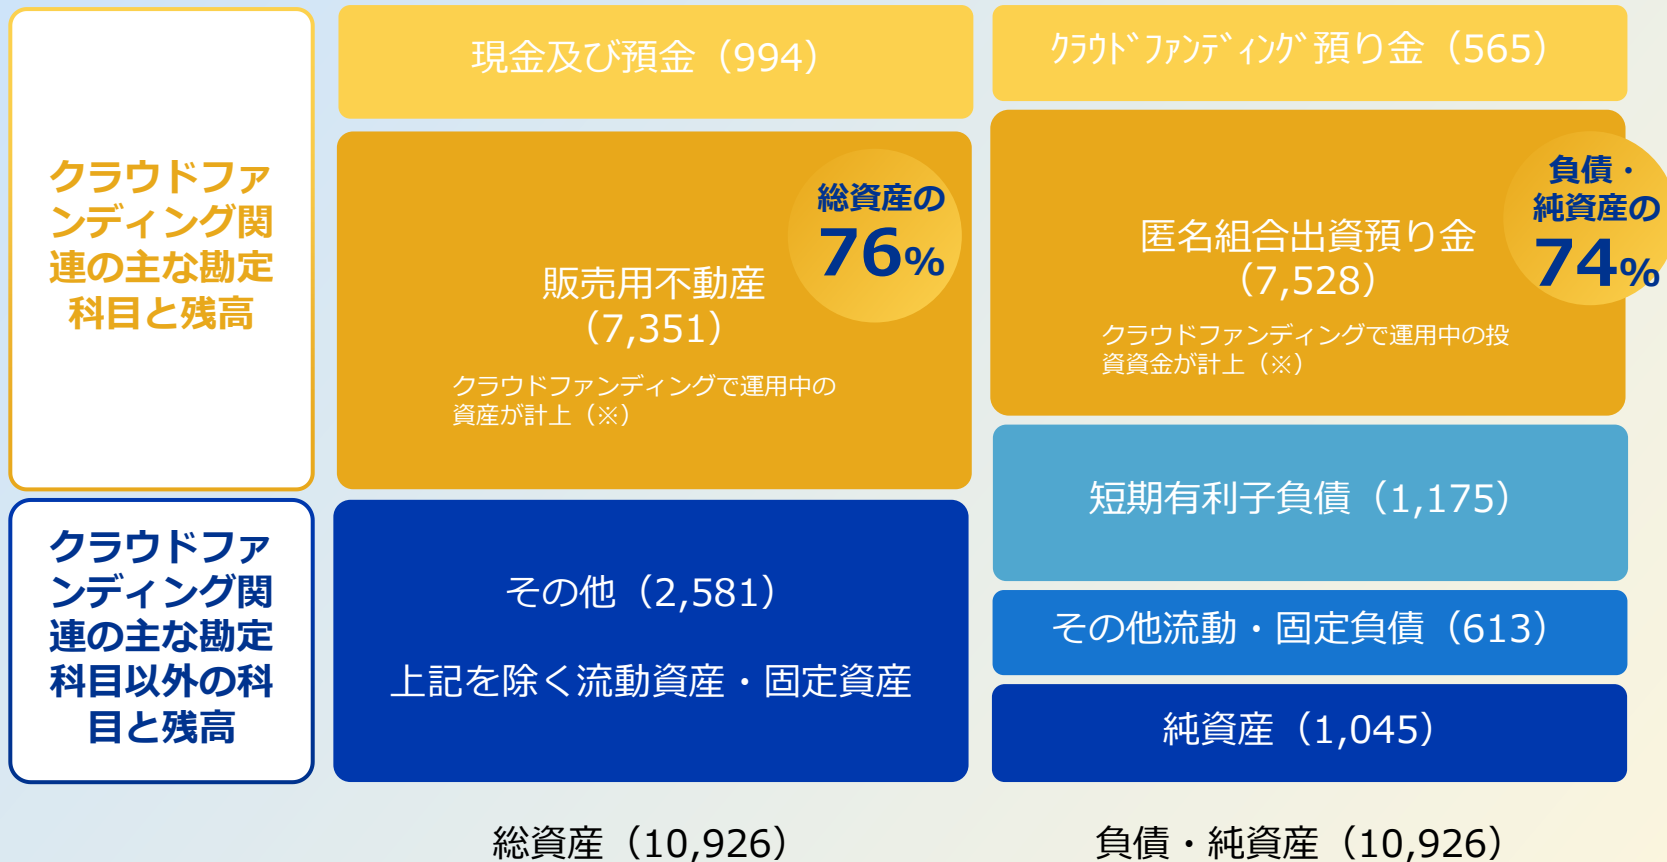 クラウドファ
ンディング関
連の主な勘定
科目と残高
現金及び預金（994）
ｸﾗｳﾄﾞﾌｧﾝﾃﾞｨﾝｸﾞ預り金（565）
総資産の
76%
販売用不動産
（7,351）
クラウドファンディングで運用中の
資産が計上（※）
負債・
純資産の
74%
匿名組合出資預り金
（7,528）
クラウドファンディングで運用中の投
資資金が計上（※）
クラウドファ
ンディング関
連の主な勘定
科目以外の科
目と残高
その他（2,581）
上記を除く流動資産・固定資産
短期有利子負債（1,175）
その他流動・固定負債（613）
純資産（1,045）
総資産（10,926）
負債・純資産（10,926）